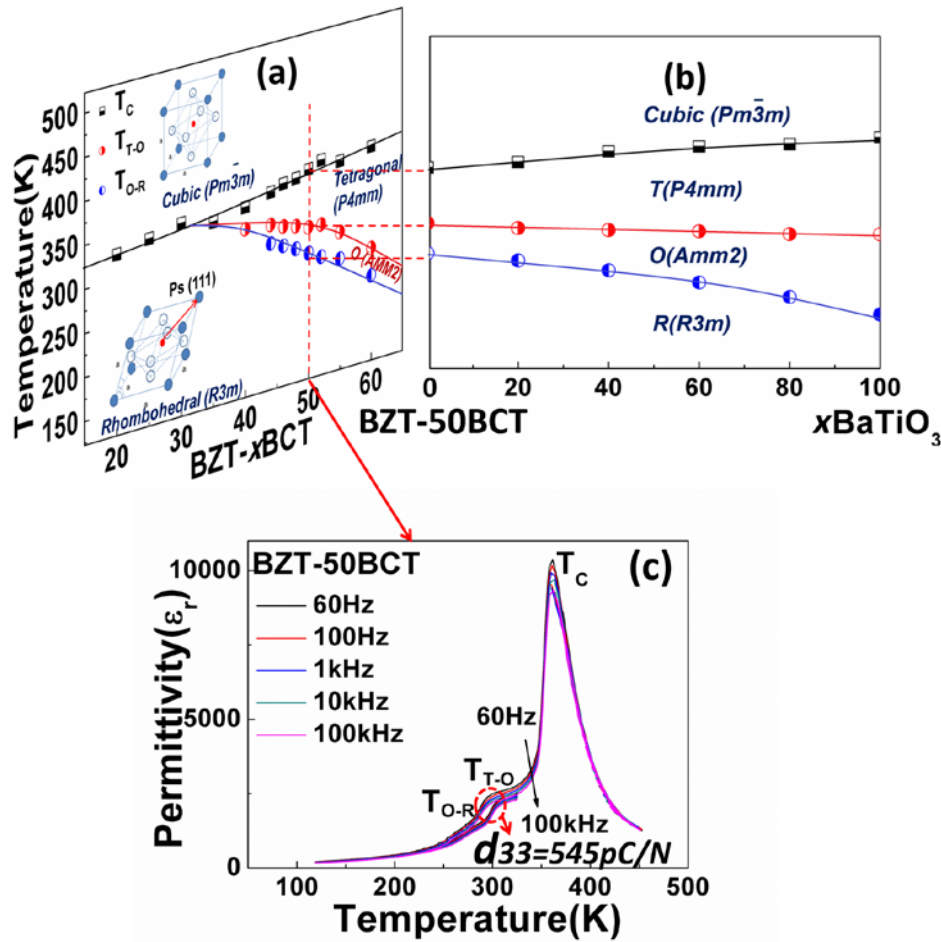 (a)
(b)
Temperature(K)
500
450
400
350
300
250
200
150
T_C
T_T-O
T_O-R
Cubic (Pm3̄m)
Tetragonal
(P4mm)
O (AMM2)
Ps (111)
Rhombohedral (R3m)
20 30 40 50 60
BZT-xBCT
Cubic (Pm3̄m)
T(P4mm)
O(Amm2)
R(R3m)
0 20 40 60 80 100
BZT-50BCT
xBaTiO₃
(c)
BZT-50BCT
60Hz
100Hz
1kHz
10kHz
100kHz
T_C
60Hz
T_T-O
T_O-R
100kHz
d33=545pC/N
Permittivity(εᵣ)
10000
5000
0
100 200 300 400 500
Temperature(K)